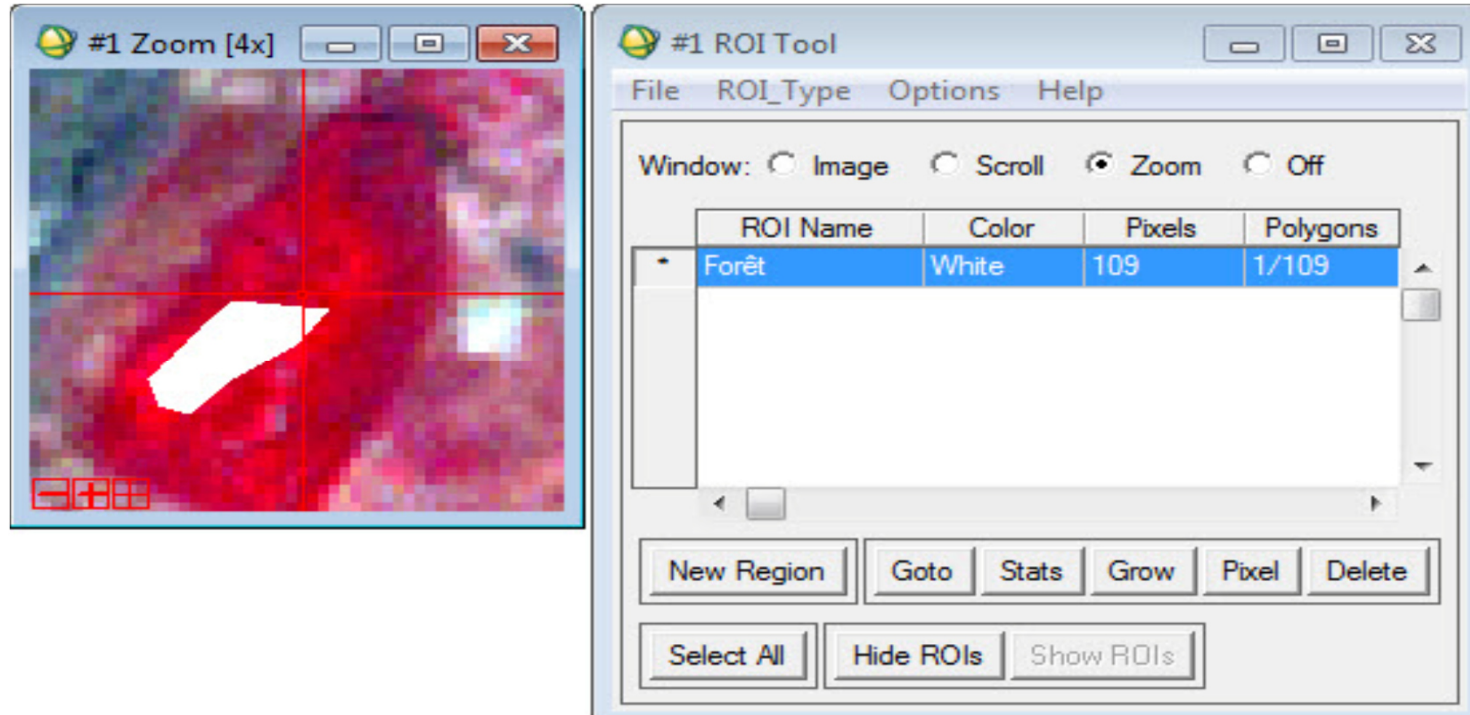 #1 Zoom [4x]
#1 ROI Tool
File ROI_Type Options Help
Window: Image Scroll Zoom Off
ROI Name Color Pixels Polygons
* Forêt White 109 1/109
New Region Goto Stats Grow Pixel Delete
Select All Hide ROIs Show ROIs